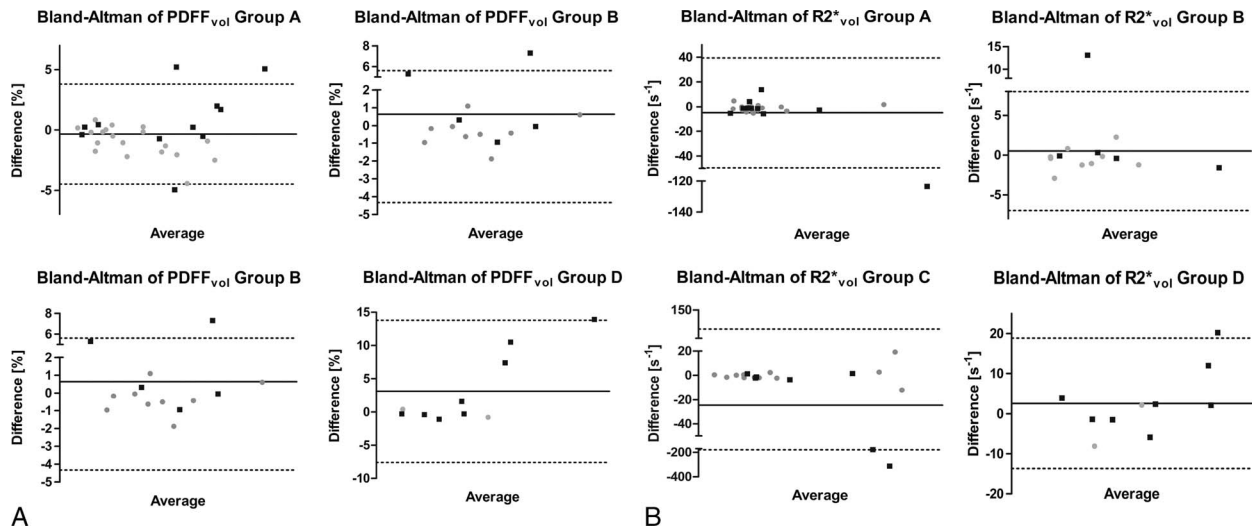 Bland-Altman of PDFFvol Group A
Difference [%]
5
0
-5
Average
Bland-Altman of PDFFvol Group B
Difference [%]
8
6
4
2
1
0
-1
-2
-3
-4
-5
Average
Bland-Altman of PDFFvol Group B
Difference [%]
8
6
4
2
1
0
-1
-2
-3
-4
-5
Average
Bland-Altman of PDFFvol Group D
Difference [%]
15
10
5
0
-5
-10
Average
A
Bland-Altman of R2*vol Group A
Difference [s-1]
40
20
0
-20
-40
-60
-120
-140
Average
Bland-Altman of R2*vol Group B
Difference [s-1]
15
10
5
0
-5
Average
Bland-Altman of R2*vol Group C
Difference [s-1]
150
20
0
-20
-40
-200
-400
Average
Bland-Altman of R2*vol Group D
Difference [s-1]
20
10
0
-10
-20
Average
B